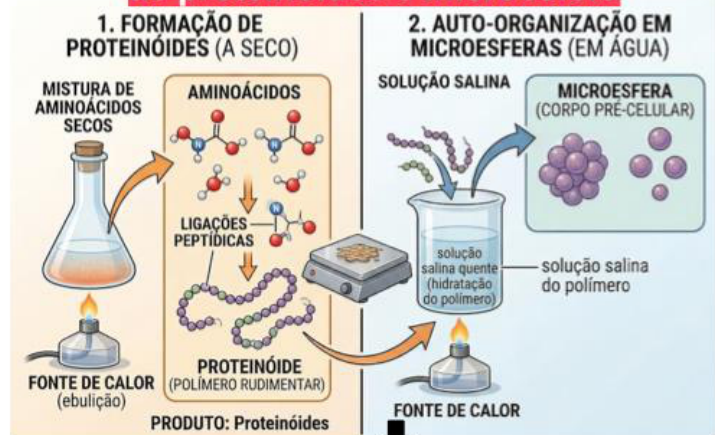 1. FORMAÇÃO DE
PROTEINÓIDES (A SECO)
MISTURA DE
AMINOÁCIDOS
SECOS
AMINOÁCIDOS
N
N
N
LIGAÇÕES
PEPTÍDICAS
PROTEINÓIDE
(POLÍMERO RUDIMENTAR)
FONTE DE CALOR
(ebulição)
PRODUTO: Proteinóides
2. AUTO-ORGANIZAÇÃO EM
MICROESFERAS (EM ÁGUA)
SOLUÇÃO SALINA
MICROESFERA
(CORPO PRÉ-CELULAR)
solução
salina quente
(hidratação
do polímero)
solução salina
do polímero
FONTE DE CALOR